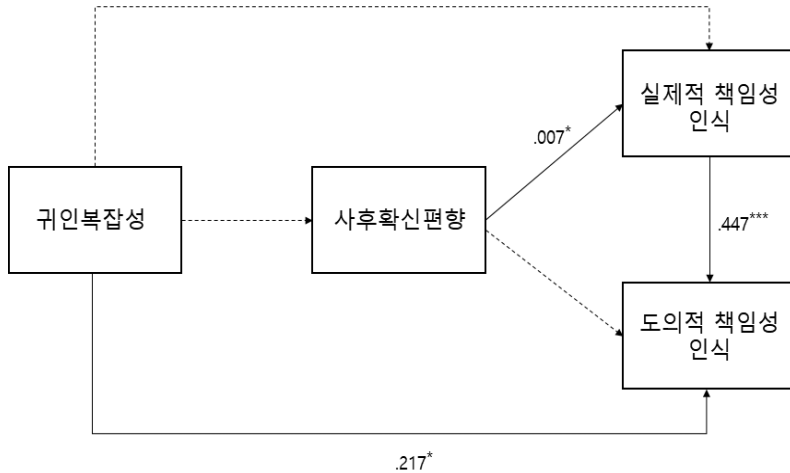 실제적 책임성
인식
.007*
귀인복잡성
사후확신편향
.447***
도의적 책임성
인식
.217*